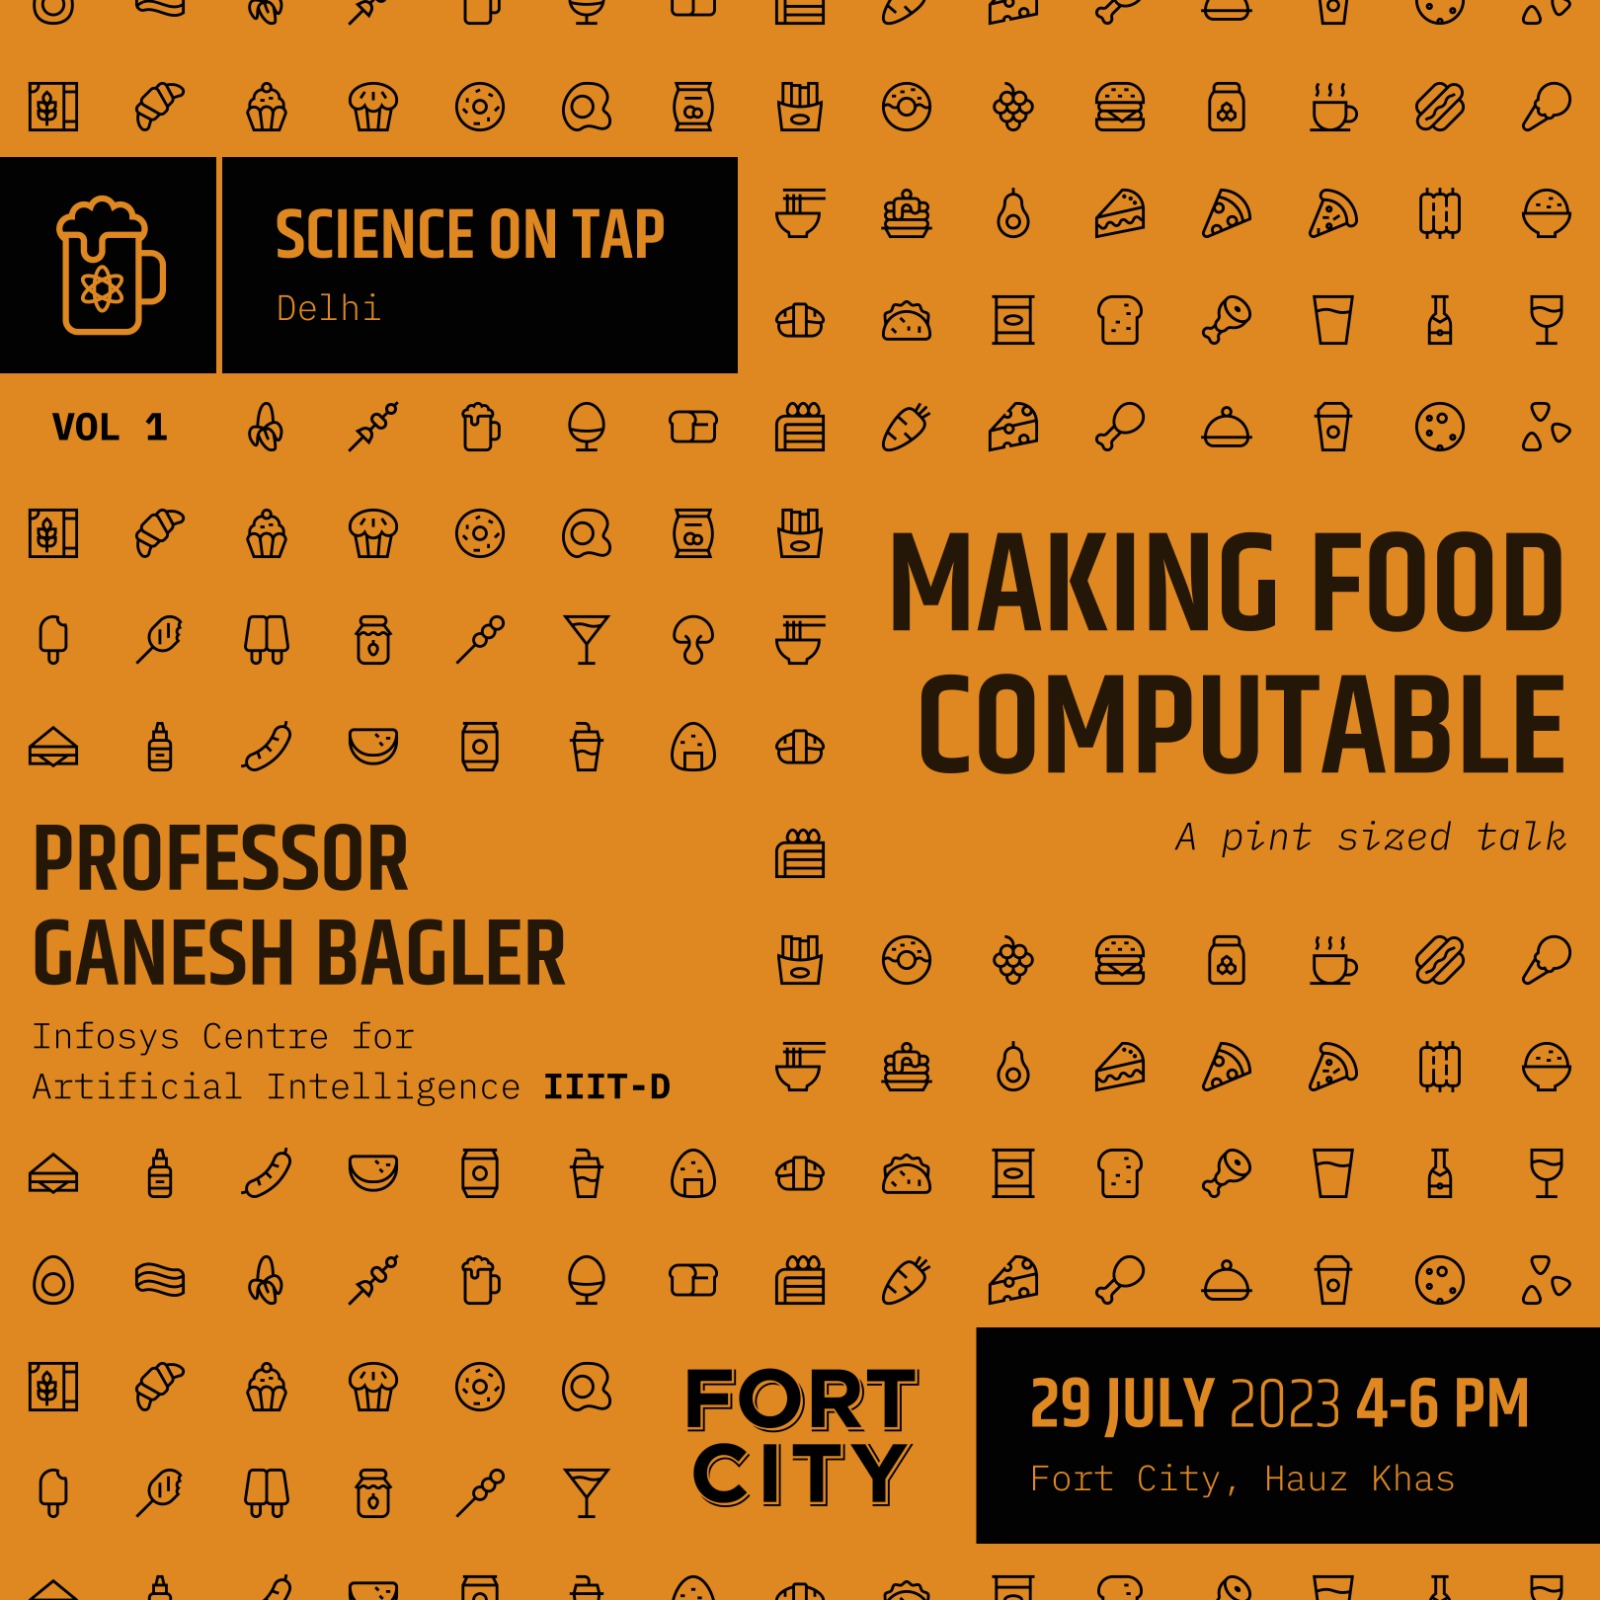 SCIENCE ON TAP
Delhi
VOL 1
MAKING FOOD
COMPUTABLE
A pint sized talk
PROFESSOR
GANESH BAGLER
Infosys Centre for
Artificial Intelligence IIIT-D
FORT
CITY
29 JULY 2023 4-6 PM
Fort City, Hauz Khas